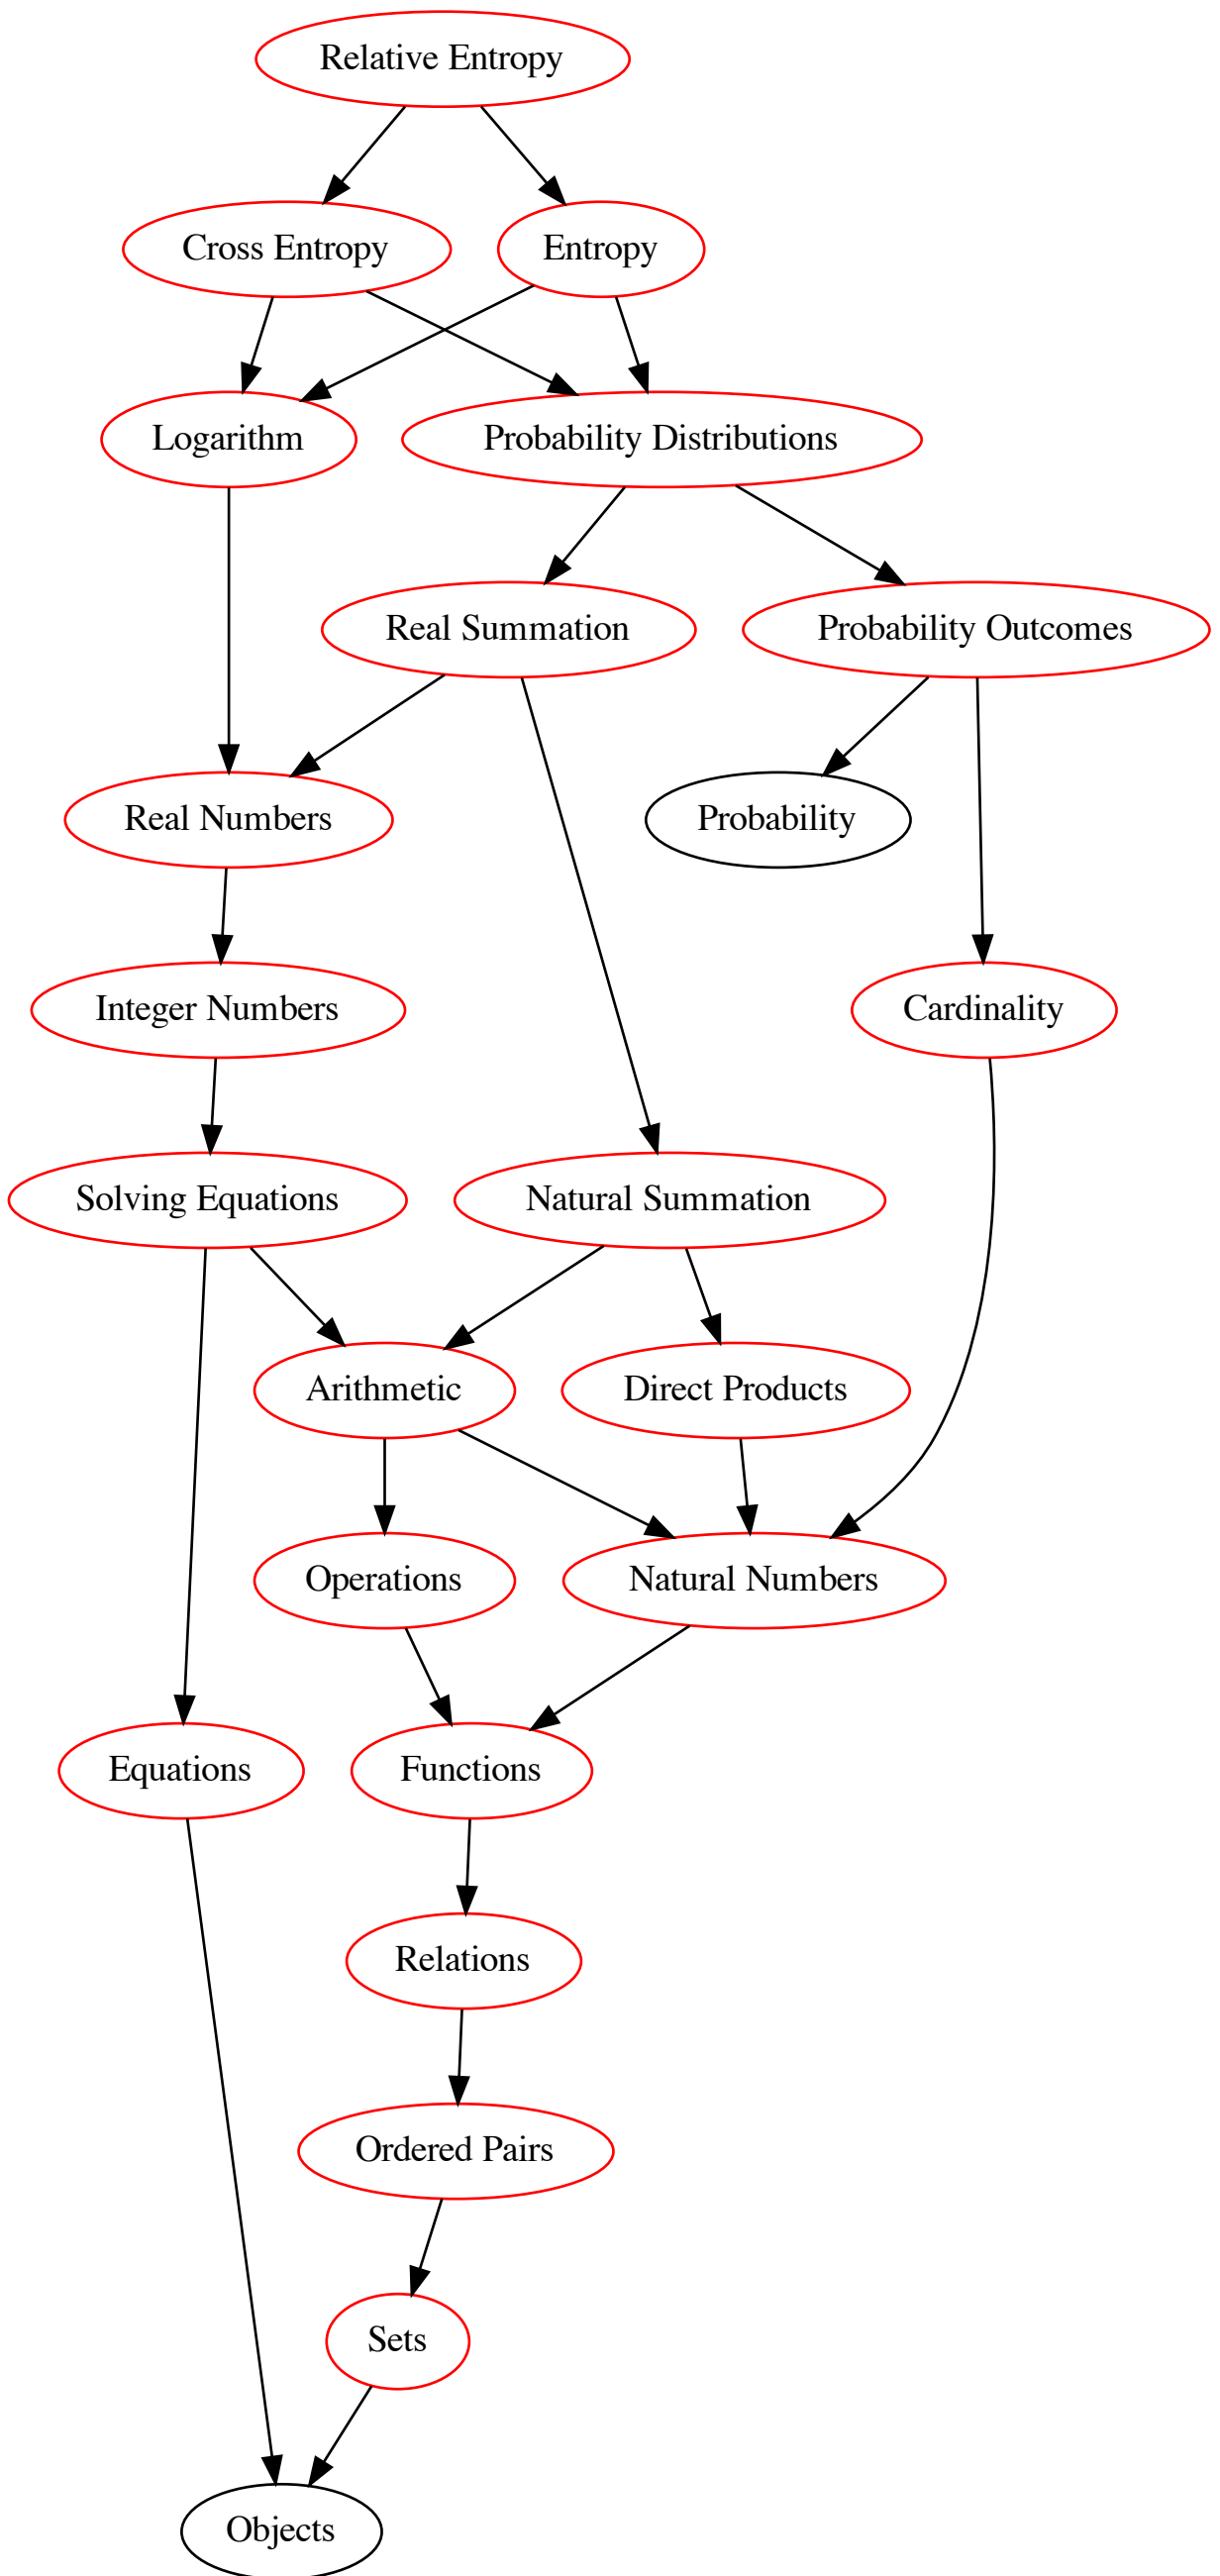 Relative Entropy
Cross Entropy
Entropy
Logarithm
Probability Distributions
Real Summation
Probability Outcomes
Real Numbers
Probability
Integer Numbers
Cardinality
Solving Equations
Natural Summation
Arithmetic
Direct Products
Operations
Natural Numbers
Equations
Functions
Relations
Ordered Pairs
Sets
Objects